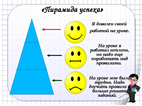 «Пирамида успеха»
Я доволен своей
работой на уроке.
На уроке я
работал неплохо,
но надо еще
поработать над
правилами.
На уроке мне было
трудно. Надо
выучить правила и
больше решать
заданий.